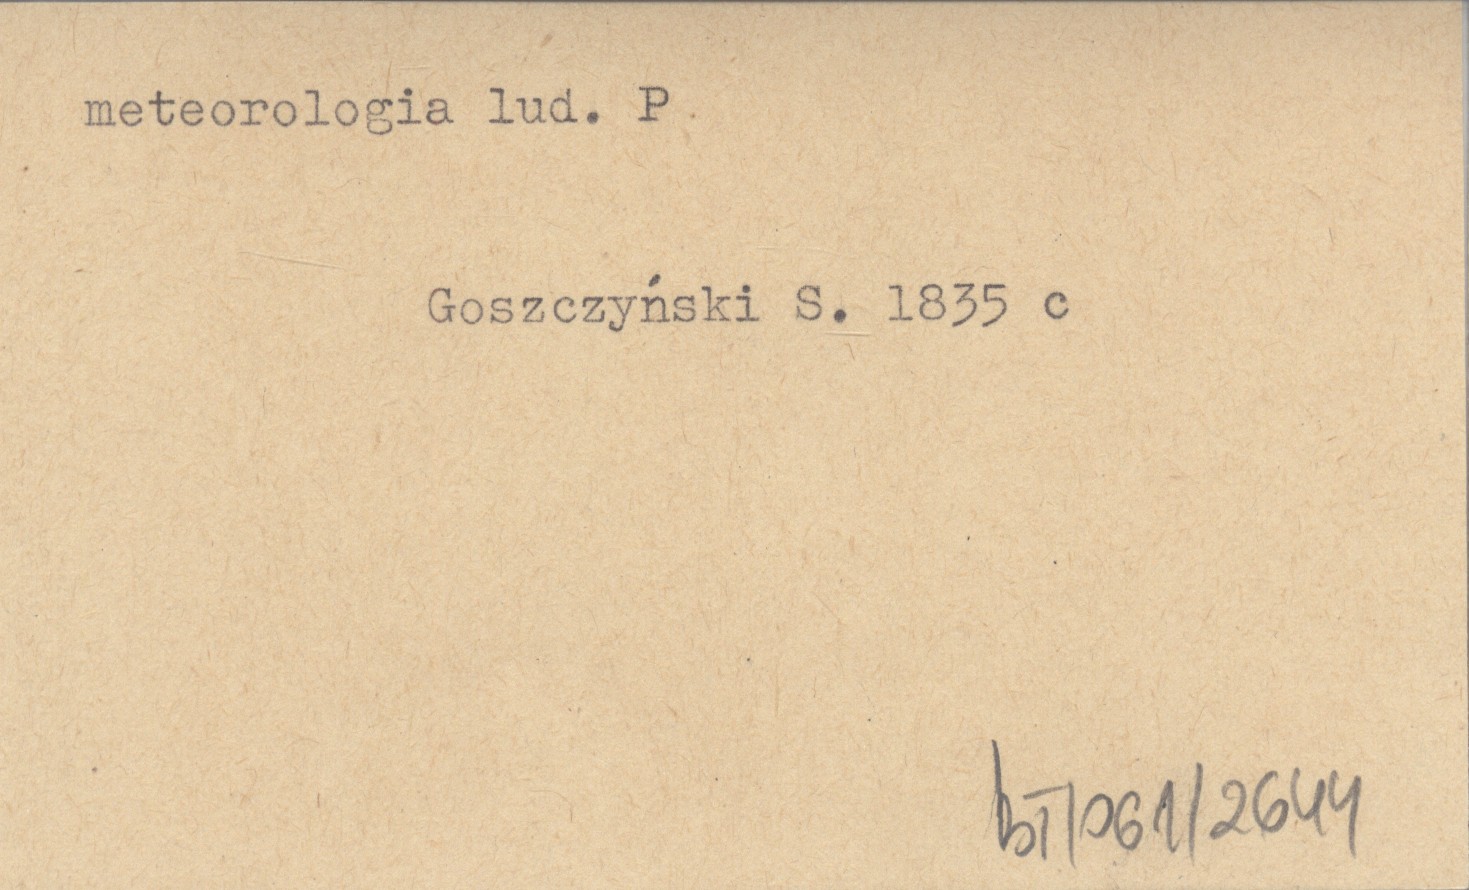 meteorologia lud. P
Goszczyński S. 1835 c
bT/061/2644